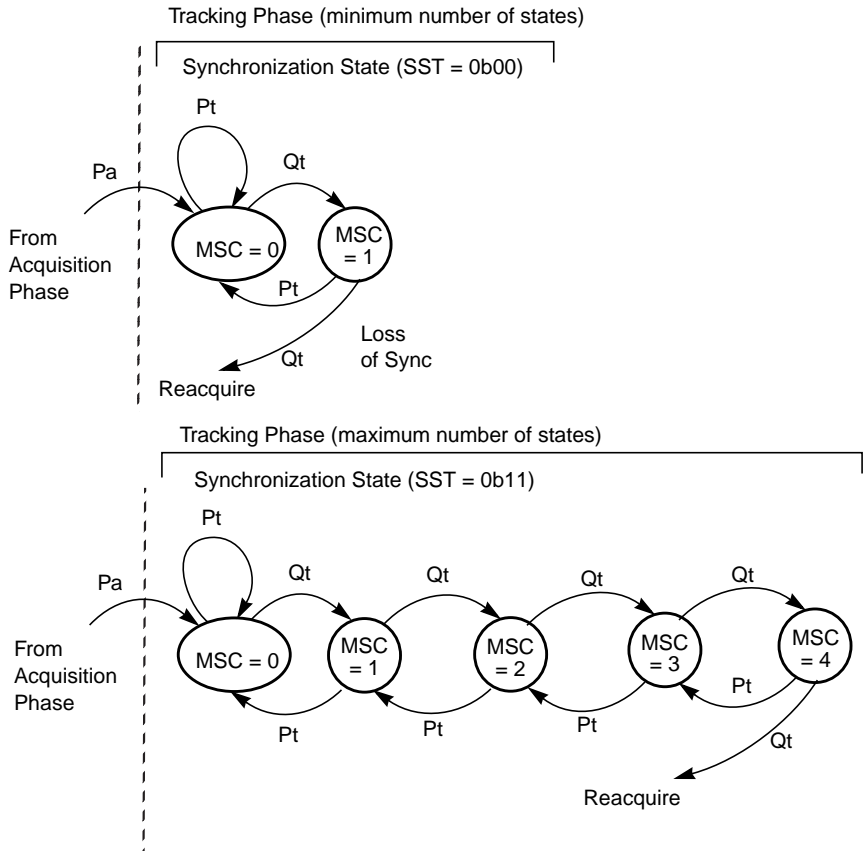 Tracking Phase (minimum number of states)
Synchronization State (SST = 0b00)
Pt
Qt
Pa
From
Acquisition
Phase
MSC = 0
MSC
= 1
Pt
Qt
Loss
of Sync
Reacquire
Tracking Phase (maximum number of states)
Synchronization State (SST = 0b11)
Pt
Pa
Qt
Qt
Qt
Qt
From
Acquisition
Phase
MSC = 0
MSC
= 1
MSC
= 2
MSC
= 3
MSC
= 4
Pt
Pt
Pt
Pt
Qt
Reacquire